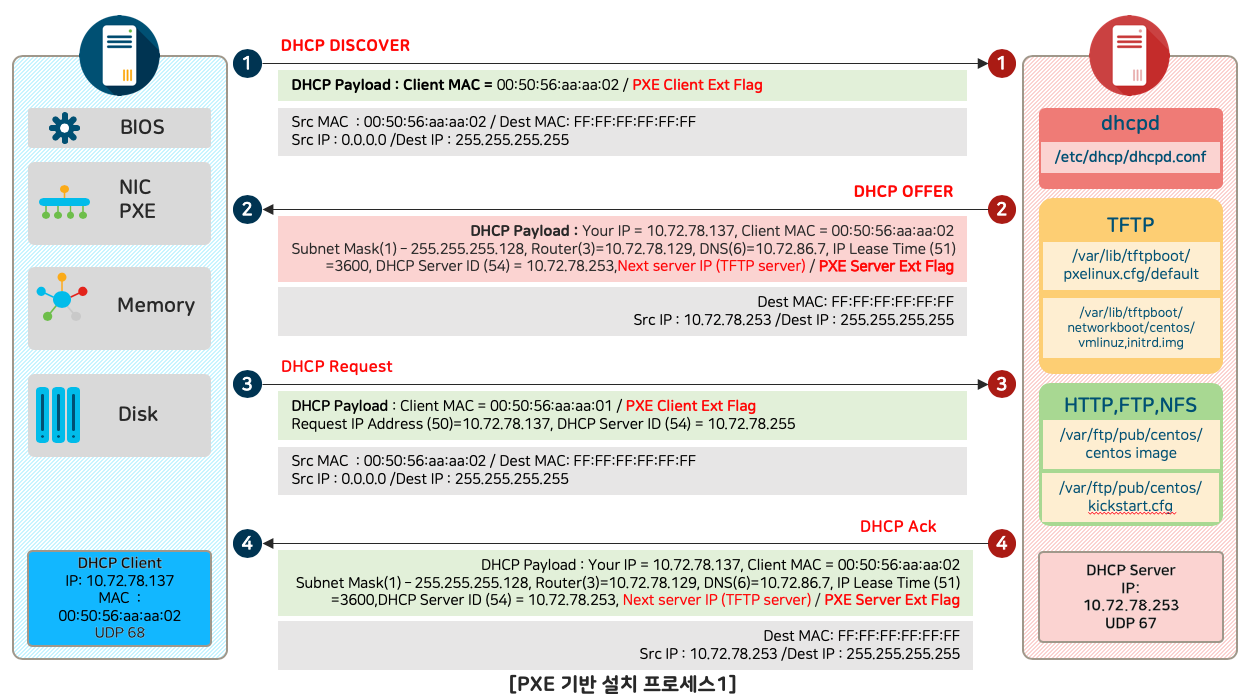 BIOS
NIC
PXE
Memory
Disk
DHCP Client
IP: 10.72.78.137
MAC :
00:50:56:aa:aa:02
UDP 68
DHCP DISCOVER
1
1
DHCP Payload : Client MAC = 00:50:56:aa:aa:02 / PXE Client Ext Flag
Src MAC : 00:50:56:aa:aa:02 / Dest MAC: FF:FF:FF:FF:FF:FF
Src IP : 0.0.0.0 /Dest IP : 255.255.255.255
DHCP OFFER
2
2
DHCP Payload : Your IP = 10.72.78.137, Client MAC = 00:50:56:aa:aa:02
Subnet Mask(1) – 255.255.255.128, Router(3)=10.72.78.129, DNS(6)=10.72.86.7, IP Lease Time (51)
=3600, DHCP Server ID (54) = 10.72.78.253,Next server IP (TFTP server) / PXE Server Ext Flag
Dest MAC: FF:FF:FF:FF:FF:FF
Src IP : 10.72.78.253 /Dest IP : 255.255.255.255
DHCP Request
3
3
DHCP Payload : Client MAC = 00:50:56:aa:aa:01 / PXE Client Ext Flag
Request IP Address (50)=10.72.78.137, DHCP Server ID (54) = 10.72.78.255
Src MAC : 00:50:56:aa:aa:02 / Dest MAC: FF:FF:FF:FF:FF:FF
Src IP : 0.0.0.0 /Dest IP : 255.255.255.255
DHCP Ack
4
4
DHCP Payload : Your IP = 10.72.78.137, Client MAC = 00:50:56:aa:aa:02
Subnet Mask(1) – 255.255.255.128, Router(3)=10.72.78.129, DNS(6)=10.72.86.7, IP Lease Time (51)
=3600,DHCP Server ID (54) = 10.72.78.253, Next server IP (TFTP server) / PXE Server Ext Flag
Dest MAC: FF:FF:FF:FF:FF:FF
Src IP : 10.72.78.253 /Dest IP : 255.255.255.255
dhcpd
/etc/dhcp/dhcpd.conf
TFTP
/var/lib/tftpboot/
pxelinux.cfg/default
/var/lib/tftpboot/
networkboot/centos/
vmlinuz,initrd.img
HTTP,FTP,NFS
/var/ftp/pub/centos/
centos image
/var/ftp/pub/centos/
kickstart.cfg
DHCP Server
IP:
10.72.78.253
UDP 67
[PXE 기반 설치 프로세스1]